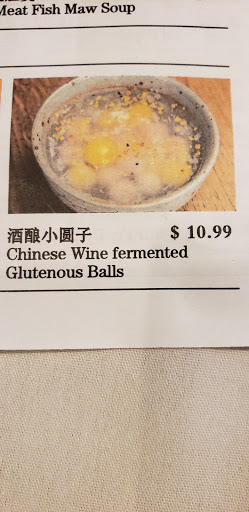 Meat Fish Maw Soup
酒酿小圆子 $ 10.99
Chinese Wine fermented
Glutenous Balls